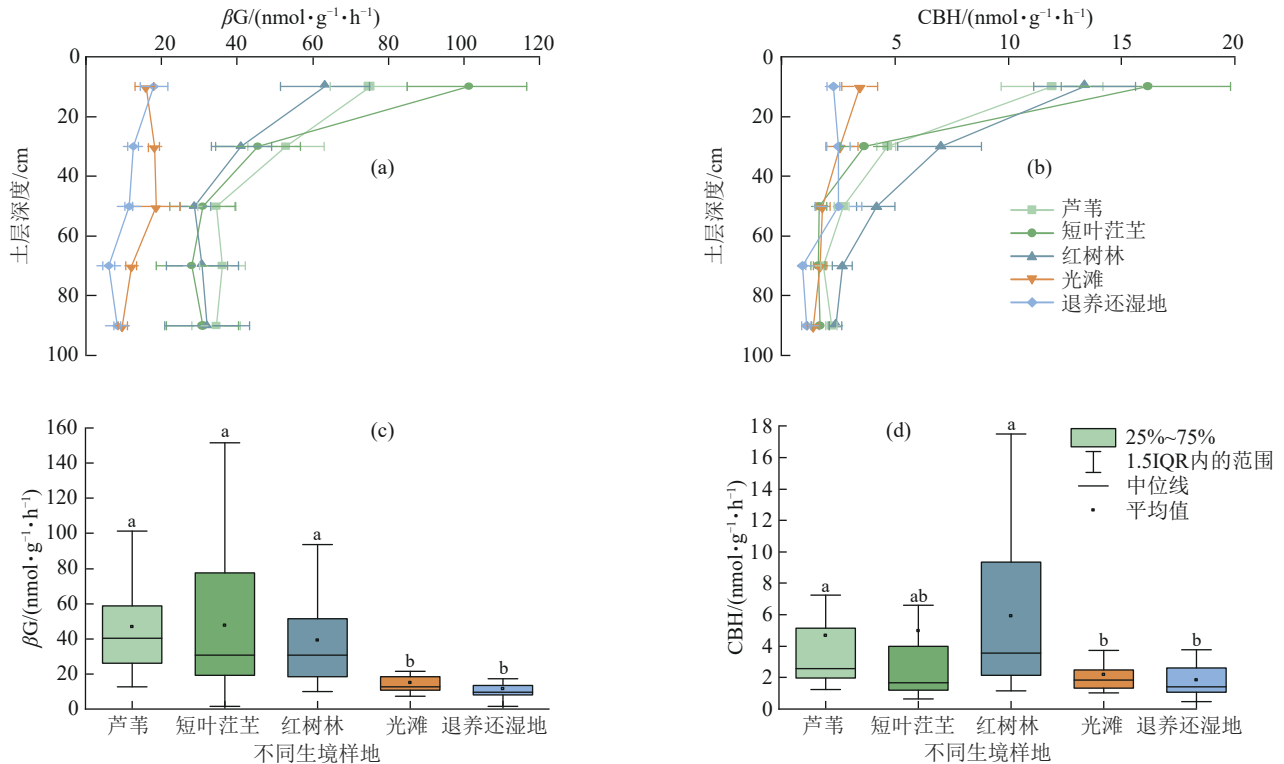 βG/(nmol·g⁻¹·h⁻¹)
20 40 60 80 100 120
0
20
40
60
80
100
土层深度/cm
(a)
CBH/(nmol·g⁻¹·h⁻¹)
5 10 15 20
0
20
40
60
80
100
土层深度/cm
(b)
芦苇
短叶茳芏
红树林
光滩
退养还湿地
160
140
120
100
80
60
40
20
0
βG/(nmol·g⁻¹·h⁻¹)
(c)
a a a b b
芦苇 短叶茳芏 红树林 光滩 退养还湿地
不同生境样地
18
16
14
12
10
8
6
4
2
0
CBH/(nmol·g⁻¹·h⁻¹)
(d)
a ab a b b
25%~75%
1.5IQR内的范围
中位线
平均值
芦苇 短叶茳芏 红树林 光滩 退养还湿地
不同生境样地